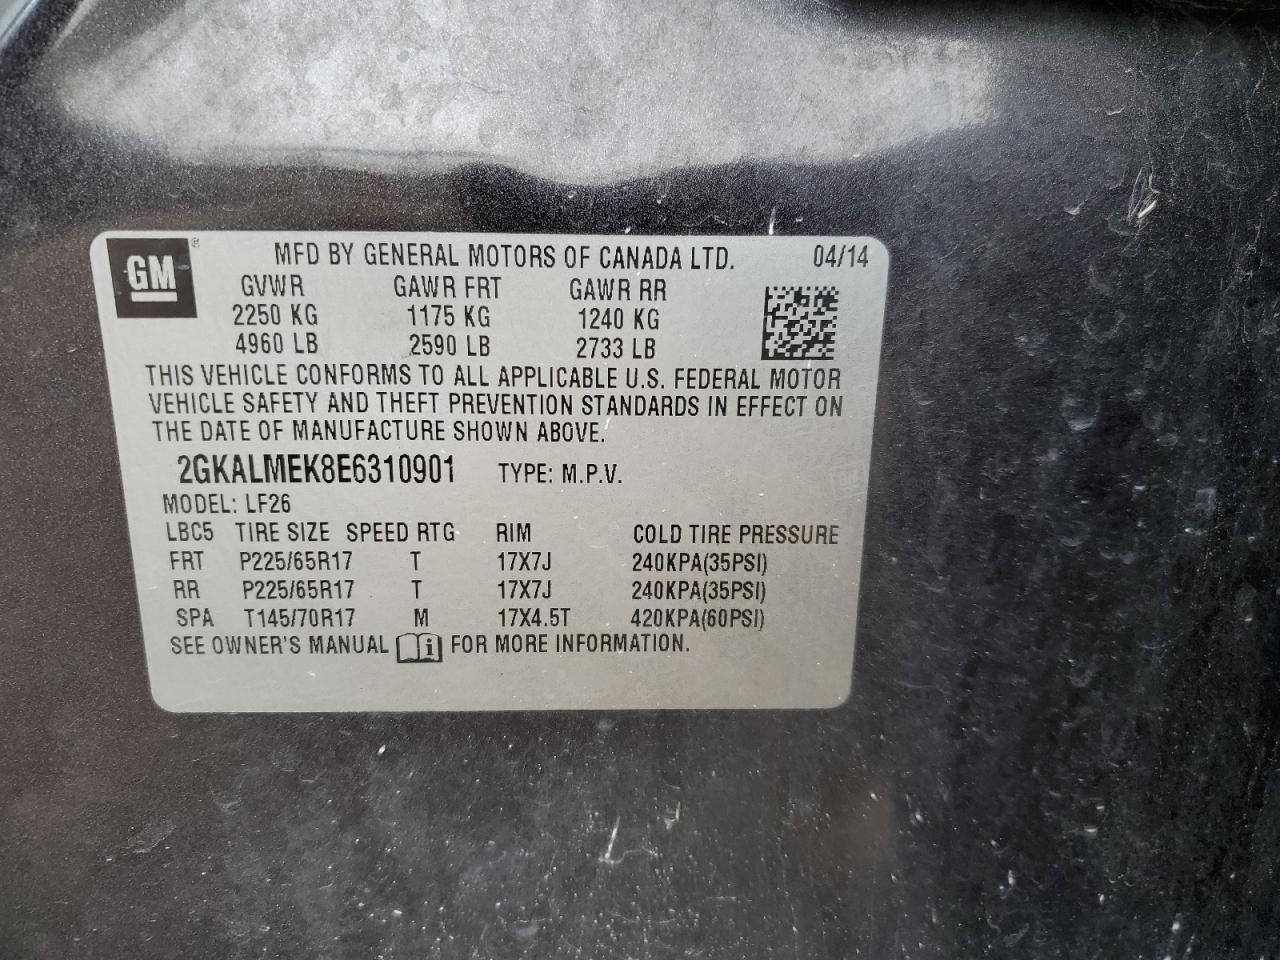 GM ® MFD BY GENERAL MOTORS OF CANADA LTD. 04/14
GVWR GAWR FRT GAWR RR
2250 KG 1175 KG 1240 KG
4960 LB 2590 LB 2733 LB
THIS VEHICLE CONFORMS TO ALL APPLICABLE U.S. FEDERAL MOTOR
VEHICLE SAFETY AND THEFT PREVENTION STANDARDS IN EFFECT ON
THE DATE OF MANUFACTURE SHOWN ABOVE.
2GKALMEK8E6310901 TYPE: M.P.V.
MODEL: LF26
LBC5 TIRE SIZE SPEED RTG RIM COLD TIRE PRESSURE
FRT P225/65R17 T 17X7J 240KPA(35PSI)
RR P225/65R17 T 17X7J 240KPA(35PSI)
SPA T145/70R17 M 17X4.5T 420KPA(60PSI)
SEE OWNER'S MANUAL i FOR MORE INFORMATION.